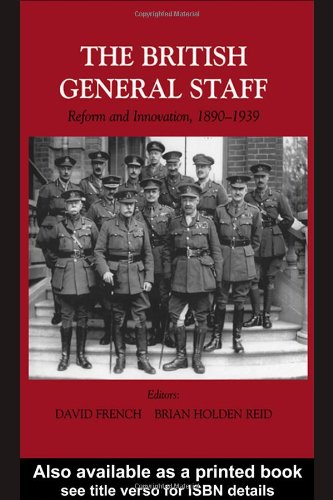 THE BRITISH
GENERAL STAFF
Reform and Innovation, 1890–1939
Editors:
DAVID FRENCH BRIAN HOLDEN REID
Also available as a printed book
see title verso for ISBN details